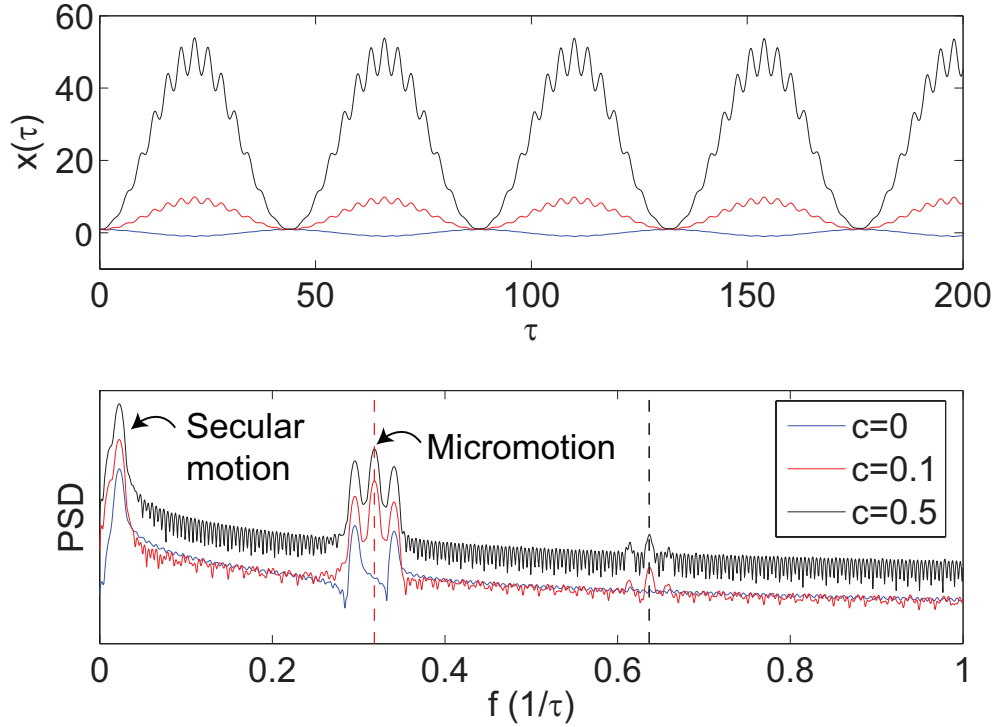 60
40
20
0
x(τ)
0
50
100
150
200
τ
Secular
motion
Micromotion
c=0
c=0.1
c=0.5
PSD
0
0.2
0.4
0.6
0.8
1
f (1/τ)